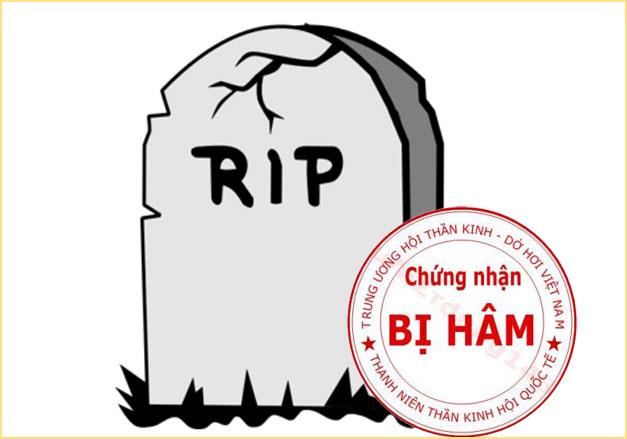 RIP
TRUNG ƯƠNG HỘI THẦN KINH - DỞ HƠI VIỆT NAM
Chứng nhận
BỊ HÂM
THANH NIÊN THẦN KINH HỘI QUỐC TẾ